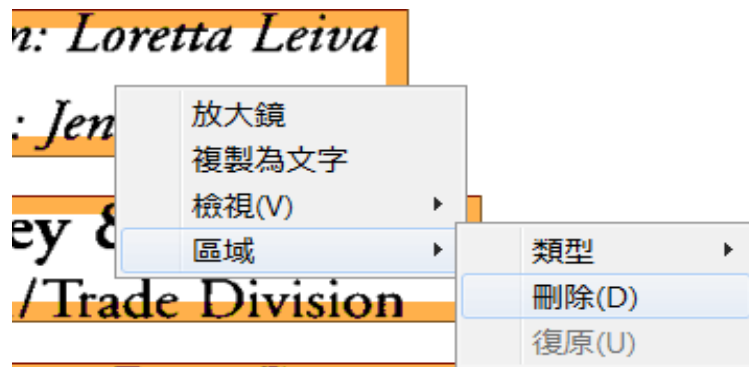 n: Loretta Leiva
: Jen
放大鏡
複製為文字
檢視(V)
區域
ey &
/Trade Division
類型
刪除(D)
復原(U)